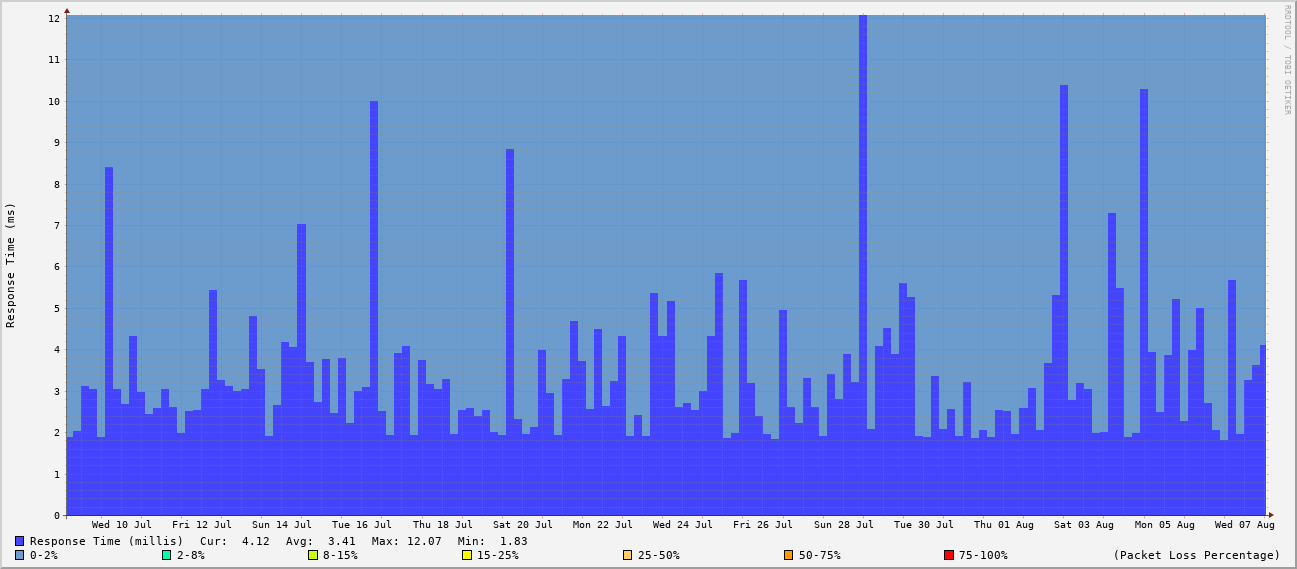 RRDTOOL / TOBI OETIKER
Response Time (ms)
12
11
10
9
8
7
6
5
4
3
2
1
0
Wed 10 Jul Fri 12 Jul Sun 14 Jul Tue 16 Jul Thu 18 Jul Sat 20 Jul Mon 22 Jul Wed 24 Jul Fri 26 Jul Sun 28 Jul Tue 30 Jul Thu 01 Aug Sat 03 Aug Mon 05 Aug Wed 07 Aug
Response Time (millis) Cur: 4.12 Avg: 3.41 Max: 12.07 Min: 1.83
0-2% 2-8% 8-15% 15-25% 25-50% 50-75% 75-100% (Packet Loss Percentage)